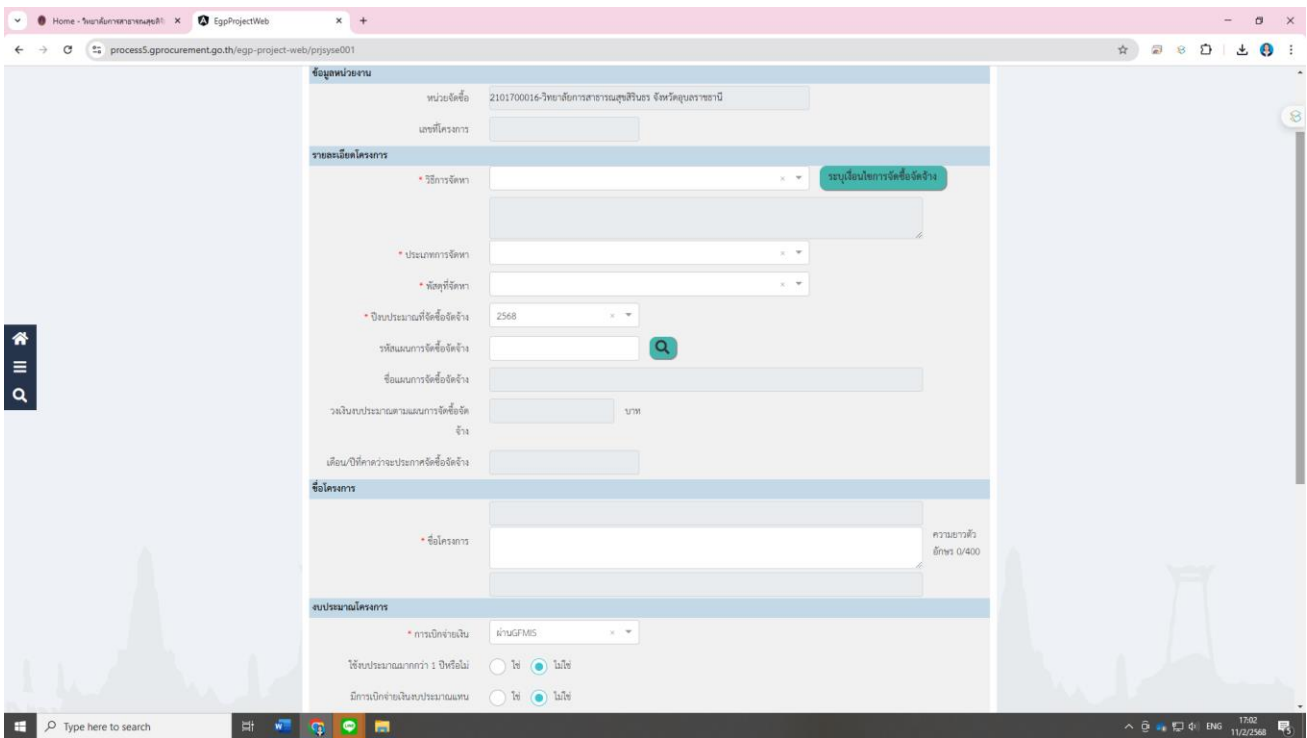 Home - วิทยาลัยการสาธารณสุขสิริ
EgpProjectWeb
process5.gprocurement.go.th/egp-project-web/prjsyse001
ข้อมูลหน่วยงาน
หน่วยจัดซื้อ 2101700016-วิทยาลัยการสาธารณสุขสิรินธร จังหวัดอุบลราชธานี
เลขที่โครงการ
รายละเอียดโครงการ
* วิธีการจัดหา ระบุเงื่อนไขการจัดซื้อจัดจ้าง
* ประเภทการจัดหา
* พัสดุที่จัดหา
* ปีงบประมาณที่จัดซื้อจัดจ้าง 2568
รหัสแผนการจัดซื้อจัดจ้าง
ชื่อแผนการจัดซื้อจัดจ้าง
วงเงินงบประมาณตามแผนการจัดซื้อจัด บาท
จ้าง
เดือน/ปีที่คาดว่าจะประกาศจัดซื้อจัดจ้าง
ชื่อโครงการ
* ชื่อโครงการ ความยาวตัว
อักษร 0/400
งบประมาณโครงการ
* การเบิกจ่ายเงิน ผ่านGFMIS
ใช้งบประมาณมากกว่า 1 ปีหรือไม่ ใช่ ไม่ใช่
มีการเบิกจ่ายเงินงบประมาณแทน ใช่ ไม่ใช่
Type here to search
ENG
17:02
11/2/2568